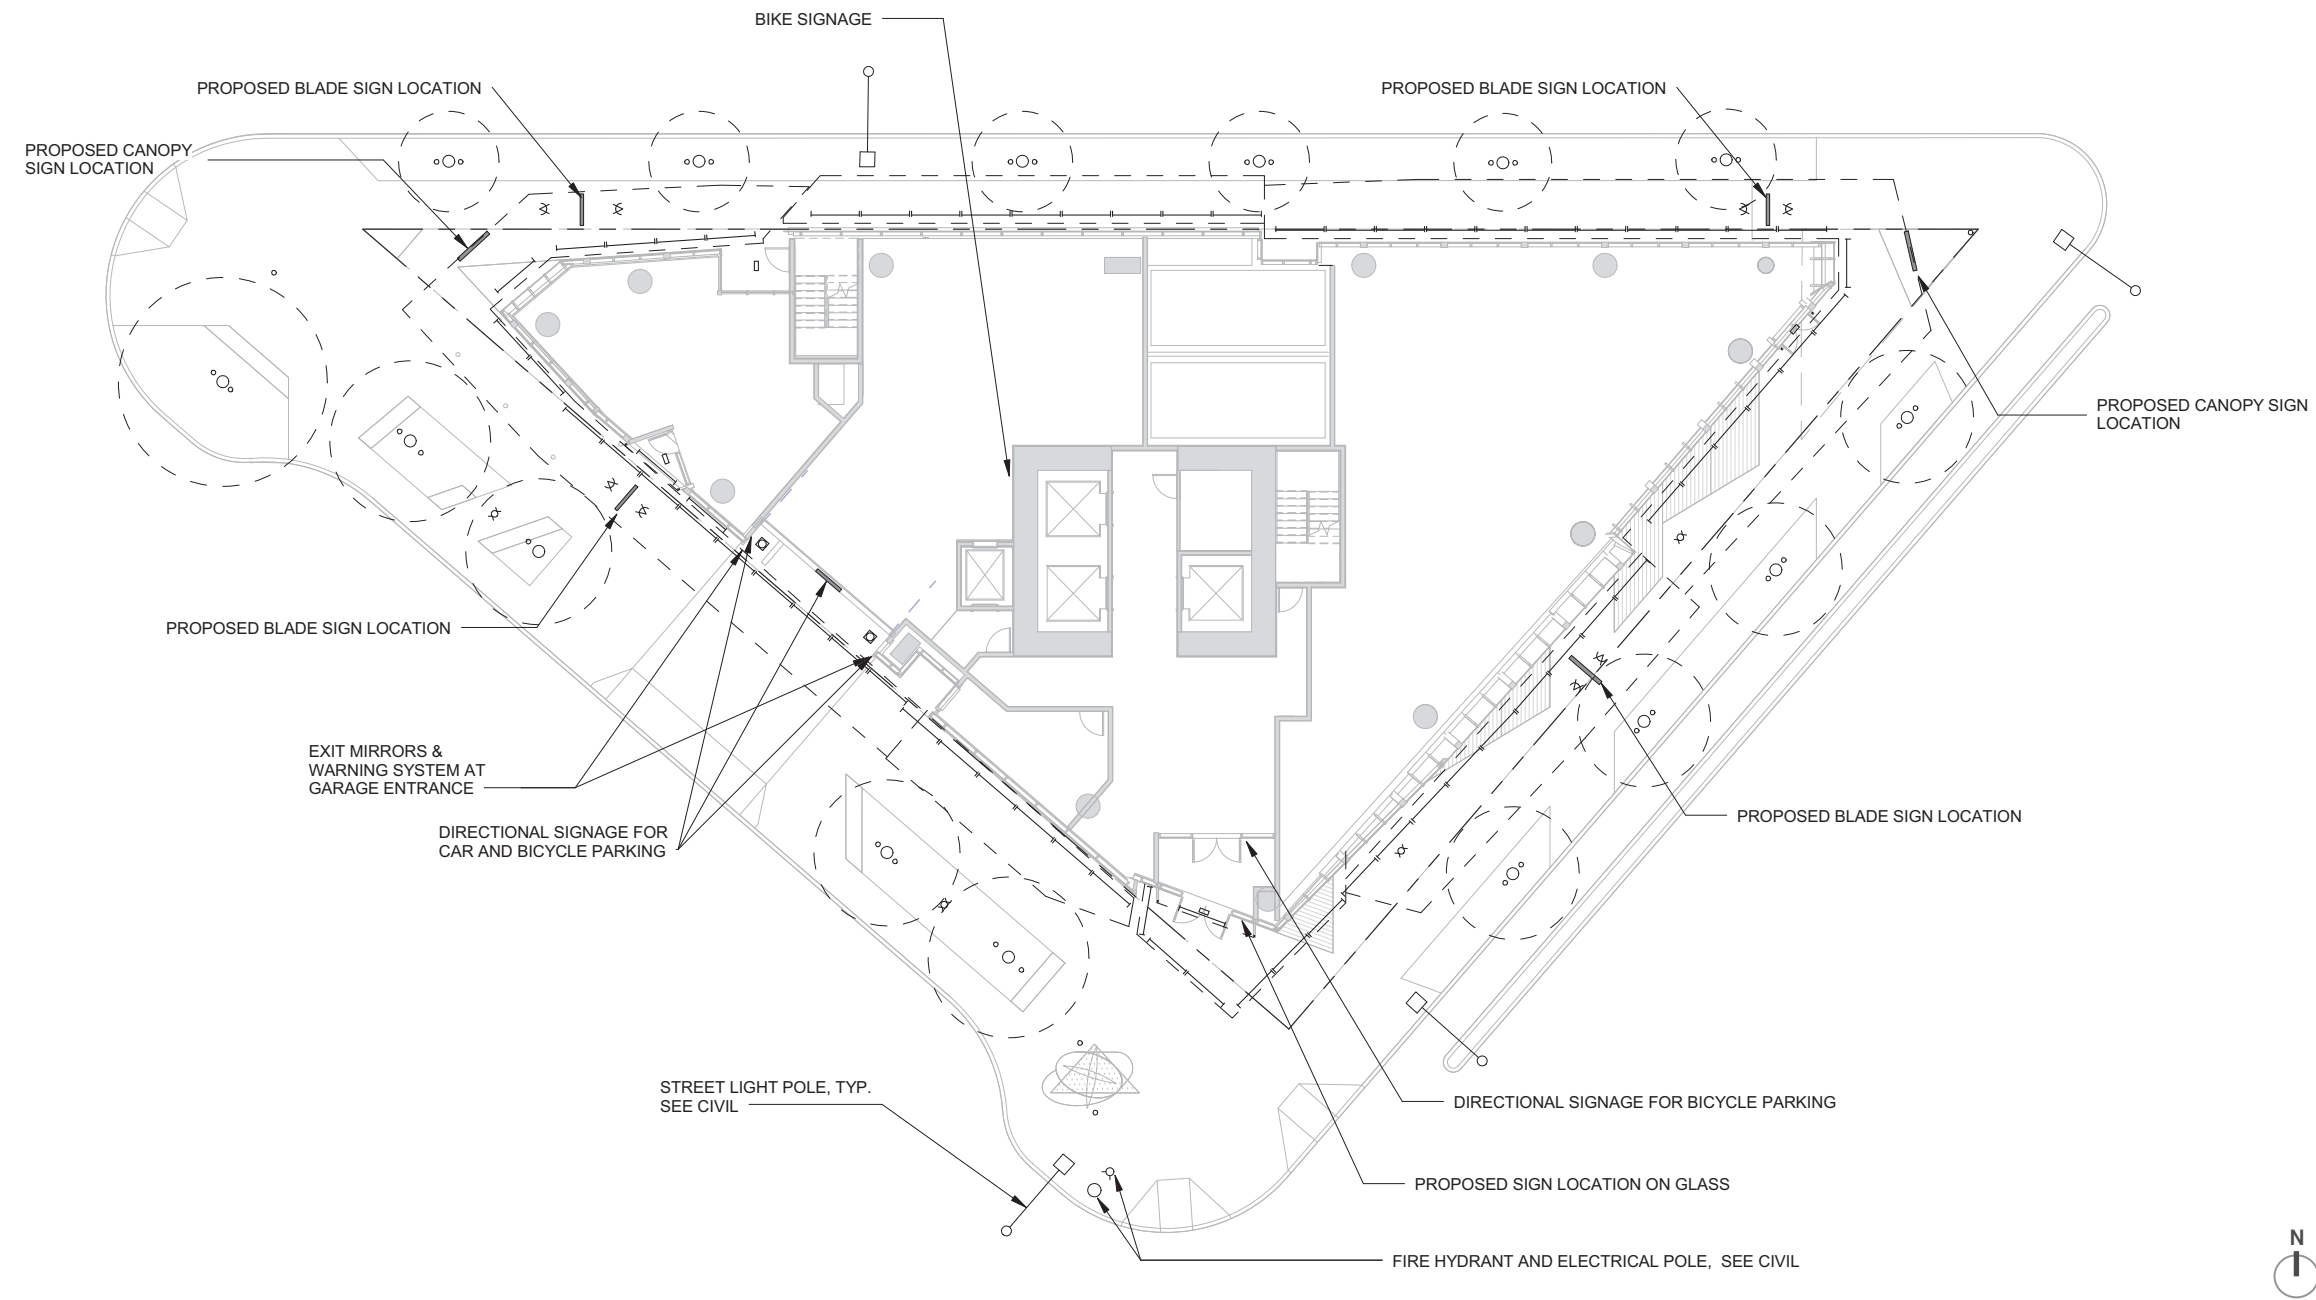 BIKE SIGNAGE
PROPOSED BLADE SIGN LOCATION
PROPOSED BLADE SIGN LOCATION
PROPOSED CANOPY
SIGN LOCATION
PROPOSED CANOPY SIGN
LOCATION
PROPOSED BLADE SIGN LOCATION
EXIT MIRRORS &
WARNING SYSTEM AT
GARAGE ENTRANCE
PROPOSED BLADE SIGN LOCATION
DIRECTIONAL SIGNAGE FOR
CAR AND BICYCLE PARKING
STREET LIGHT POLE, TYP.
SEE CIVIL
DIRECTIONAL SIGNAGE FOR BICYCLE PARKING
PROPOSED SIGN LOCATION ON GLASS
FIRE HYDRANT AND ELECTRICAL POLE, SEE CIVIL
N